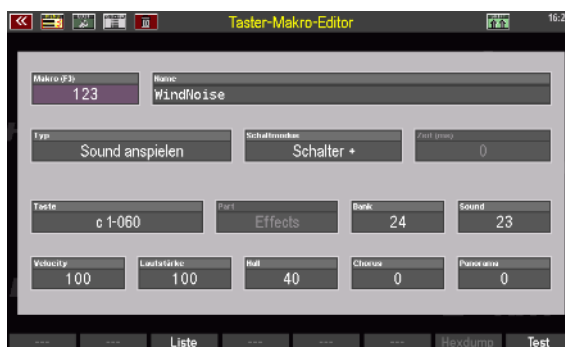 Taster-Makro-Editor
16:2
Makro (F3)
123
Name
WindNoise
Typ
Sound anspielen
Schaltmodus
Schalter +
Zeit (msec)
0
Taste
c 1-060
Part
Effects
Bank
24
Sound
23
Velocity
100
Lautstärke
100
Hall
40
Chorus
0
Panorama
0
--- --- Liste --- --- --- Hexdump Test